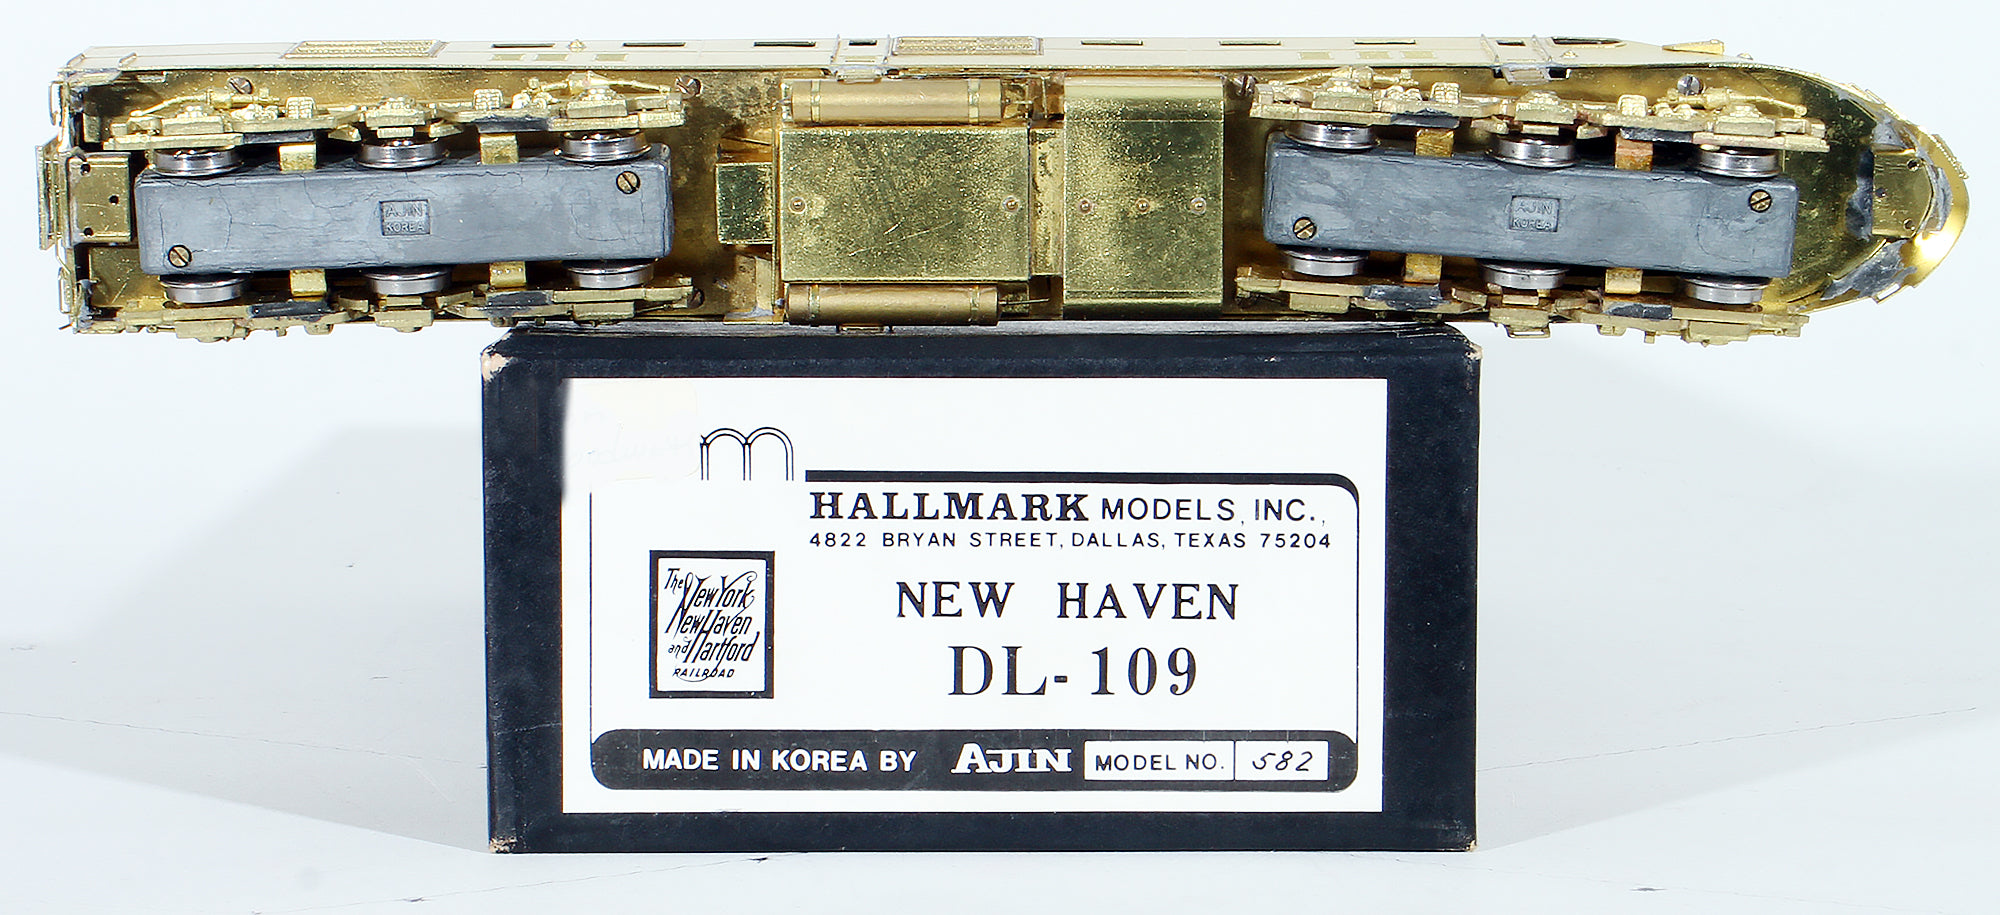 AJIN
KOREA
AJIN
KOREA
HALLMARK MODELS, INC.,
4822 BRYAN STREET, DALLAS, TEXAS 75204
The
New York
New Haven
and Hartford
RAILROAD
NEW HAVEN
DL-109
MADE IN KOREA BY AJIN MODEL NO. 582